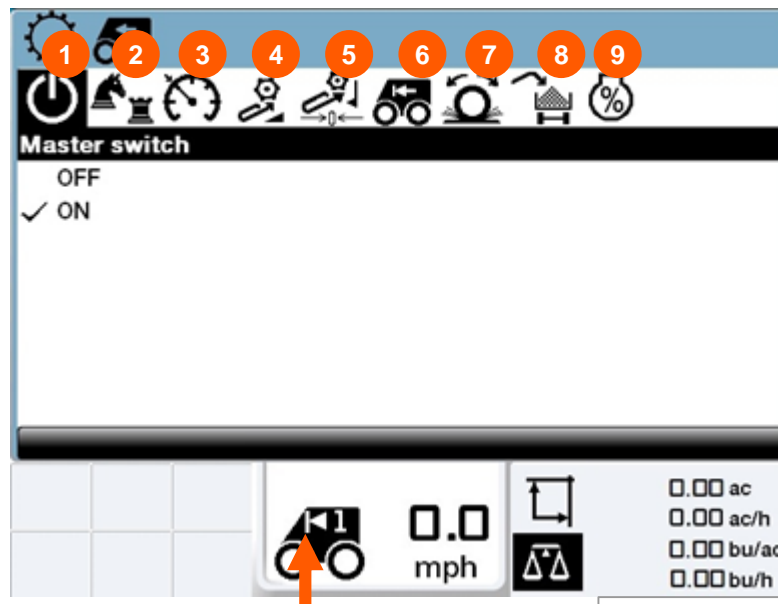 1 2 3 4 5 6 7 8 9
%
Master switch
OFF
ON
1
0.0
mph
0.00 ac
0.00 ac/h
0.00 bu/ac
0.00 bu/h